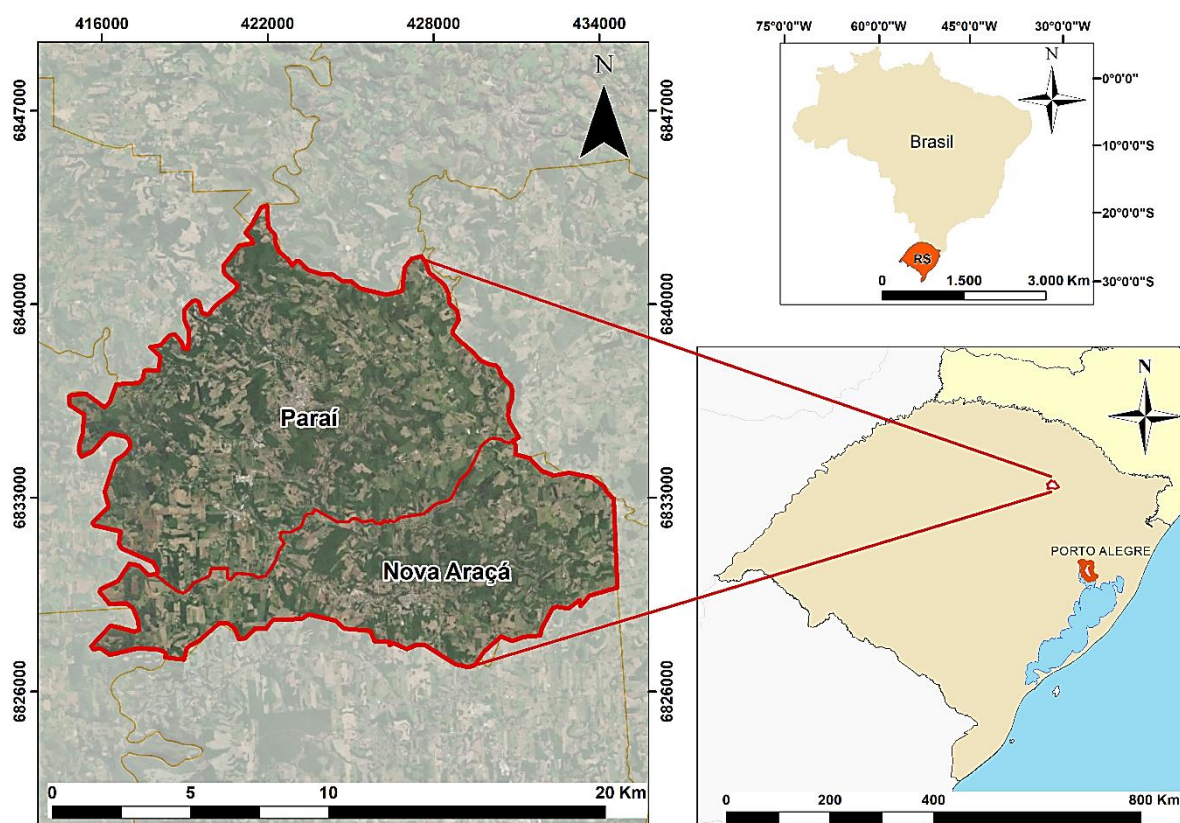 416000 422000 428000 434000
6847000
6840000
6833000
6826000
N
Paraí
Nova Araçá
0 5 10 20 Km
6847000
6840000
6833000
6826000
75°0'0"W 60°0'0"W 45°0'0"W 30°0'0"W
N
Brasil
RS
0°0'0"
10°0'0"S
20°0'0"S
30°0'0"S
0 1.500 3.000 Km
N
PORTO ALEGRE
0 100 200 400 800 Km